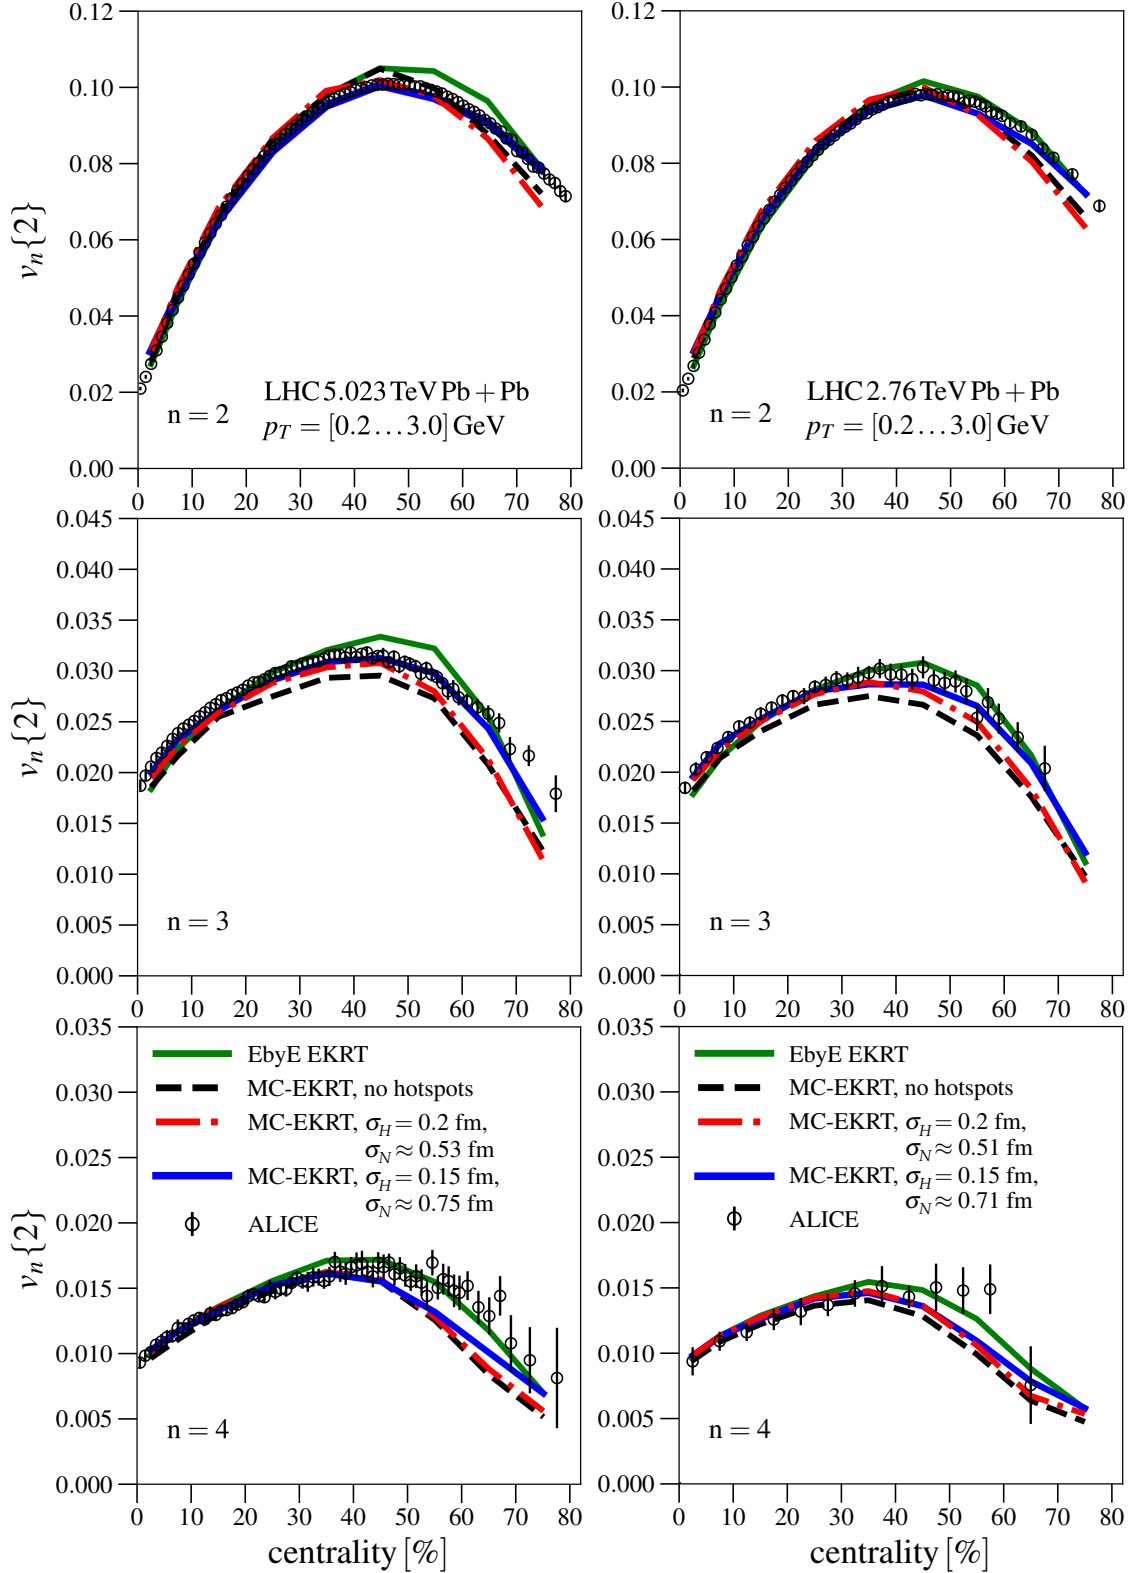 0.12
0.10
0.08
0.06
0.04
0.02
0.00
v_n{2}
n = 2
LHC 5.023 TeV Pb + Pb
p_T = [0.2…3.0] GeV
0 10 20 30 40 50 60 70 80
LHC 2.76 TeV Pb + Pb
n = 2
p_T = [0.2…3.0] GeV
0.12
0.10
0.08
0.06
0.04
0.02
0.00
0 10 20 30 40 50 60 70 80
0.045
0.040
0.035
0.030
0.025
0.020
0.015
0.010
0.005
0.000
v_n{2}
n = 3
0 10 20 30 40 50 60 70 80
0.045
0.040
0.035
0.030
0.025
0.020
0.015
0.010
0.005
0.000
n = 3
0 10 20 30 40 50 60 70 80
0.035
0.030
0.025
0.020
0.015
0.010
0.005
0.000
v_n{2}
EbyE EKRT
MC-EKRT, no hotspots
MC-EKRT, σ_H = 0.2 fm,
σ_N ≈ 0.53 fm
MC-EKRT, σ_H = 0.15 fm,
σ_N ≈ 0.75 fm
ALICE
n = 4
0 10 20 30 40 50 60 70 80
centrality [%]
0.035
0.030
0.025
0.020
0.015
0.010
0.005
0.000
EbyE EKRT
MC-EKRT, no hotspots
MC-EKRT, σ_H = 0.2 fm,
σ_N ≈ 0.51 fm
MC-EKRT, σ_H = 0.15 fm,
σ_N ≈ 0.71 fm
ALICE
n = 4
0 10 20 30 40 50 60 70 80
centrality [%]